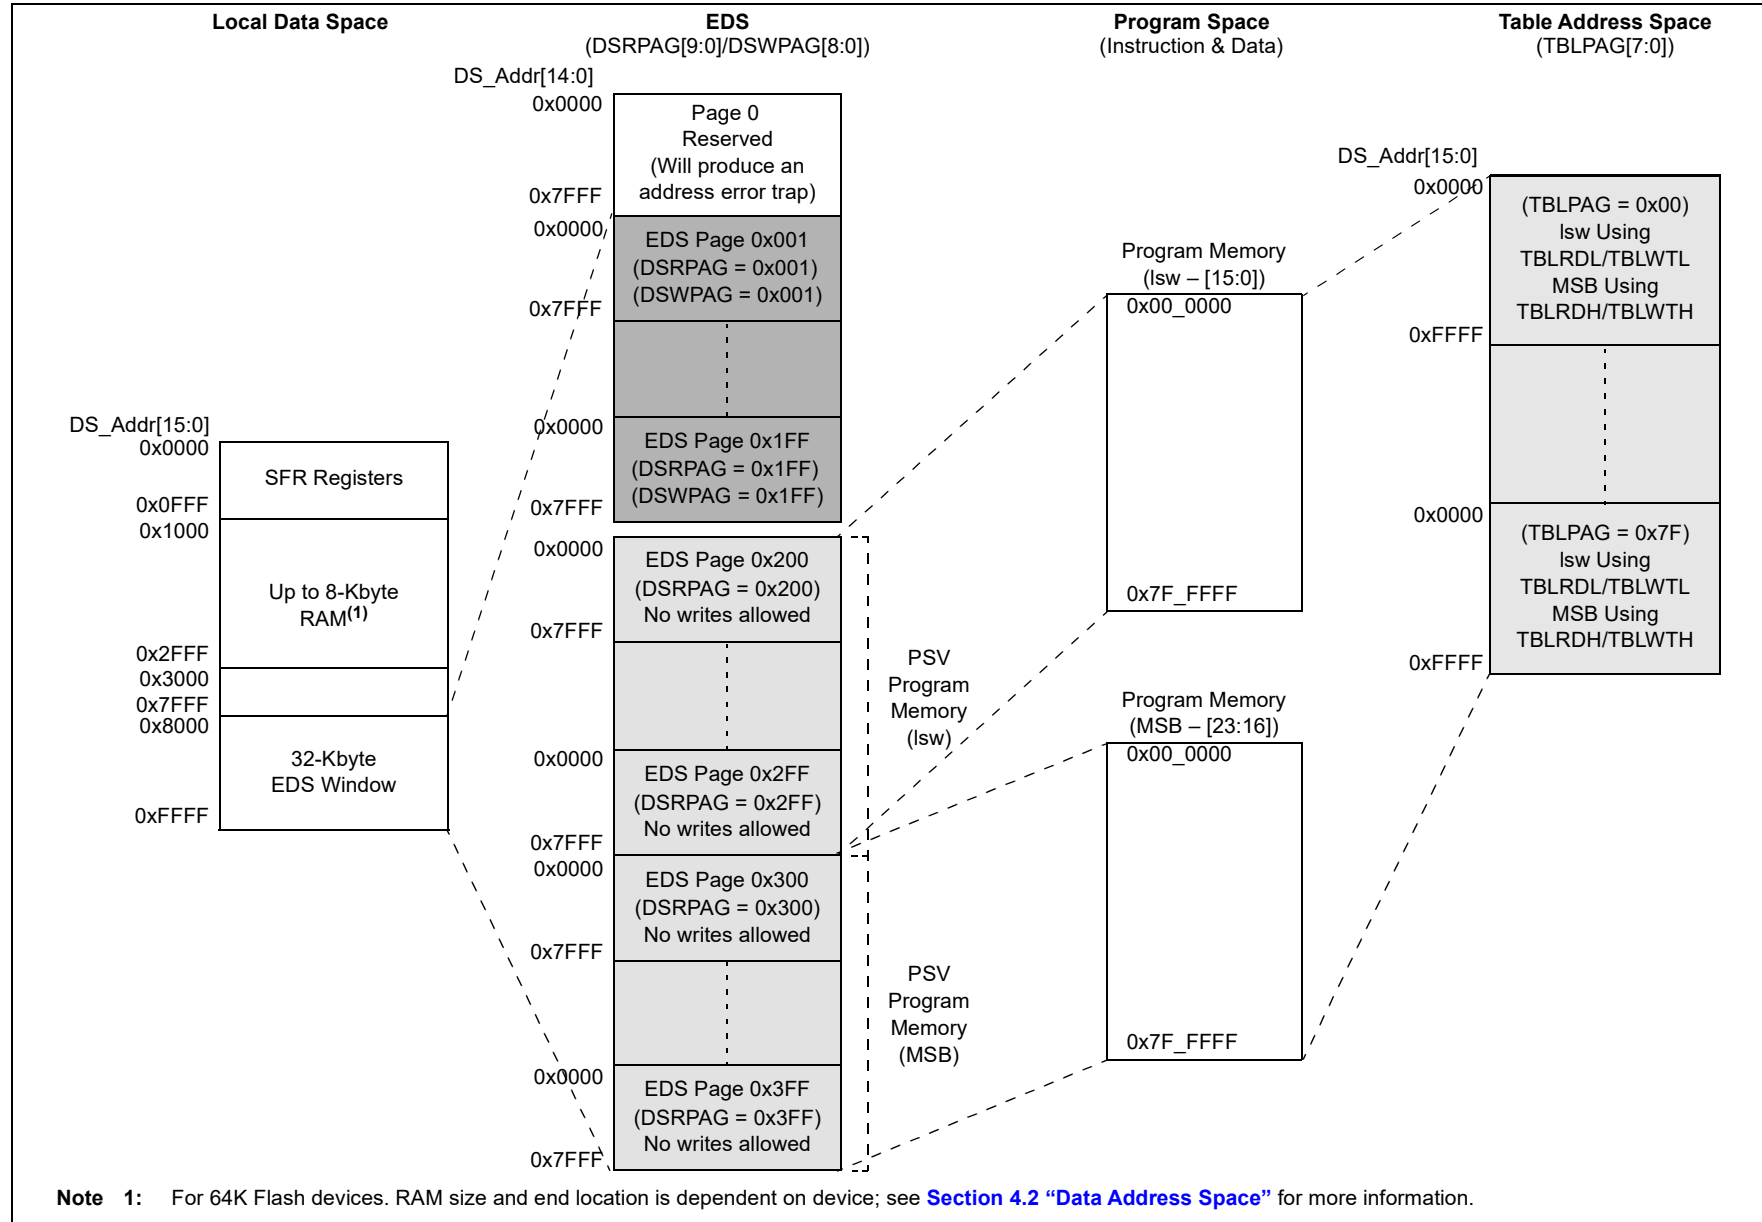 Local Data Space
DS_Addr[15:0]
0x0000
SFR Registers
0x0FFF
0x1000
Up to 8-Kbyte
RAM(1)
0x2FFF
0x3000
0x7FFF
0x8000
32-Kbyte
EDS Window
0xFFFF
EDS
(DSRPAG[9:0]/DSWPAG[8:0])
DS_Addr[14:0]
0x0000
Page 0
Reserved
(Will produce an
address error trap)
0x7FFF
0x0000
EDS Page 0x001
(DSRPAG = 0x001)
(DSWPAG = 0x001)
0x7FFF
0x0000
EDS Page 0x1FF
(DSRPAG = 0x1FF)
(DSWPAG = 0x1FF)
0x7FFF
0x0000
EDS Page 0x200
(DSRPAG = 0x200)
No writes allowed
0x7FFF
PSV
Program
Memory
(lsw)
0x0000
EDS Page 0x2FF
(DSRPAG = 0x2FF)
No writes allowed
0x7FFF
0x0000
EDS Page 0x300
(DSRPAG = 0x300)
No writes allowed
0x7FFF
PSV
Program
Memory
(MSB)
0x0000
EDS Page 0x3FF
(DSRPAG = 0x3FF)
No writes allowed
0x7FFF
Program Space
(Instruction & Data)
Program Memory
(lsw – [15:0])
0x00_0000
0x7F_FFFF
Program Memory
(MSB – [23:16])
0x00_0000
0x7F_FFFF
Table Address Space
(TBLPAG[7:0])
DS_Addr[15:0]
0x0000
(TBLPAG = 0x00)
lsw Using
TBLRDL/TBLWTL
MSB Using
TBLRDH/TBLWTH
0xFFFF
0x0000
(TBLPAG = 0x7F)
lsw Using
TBLRDL/TBLWTL
MSB Using
TBLRDH/TBLWTH
0xFFFF
Note 1: For 64K Flash devices. RAM size and end location is dependent on device; see Section 4.2 “Data Address Space” for more information.